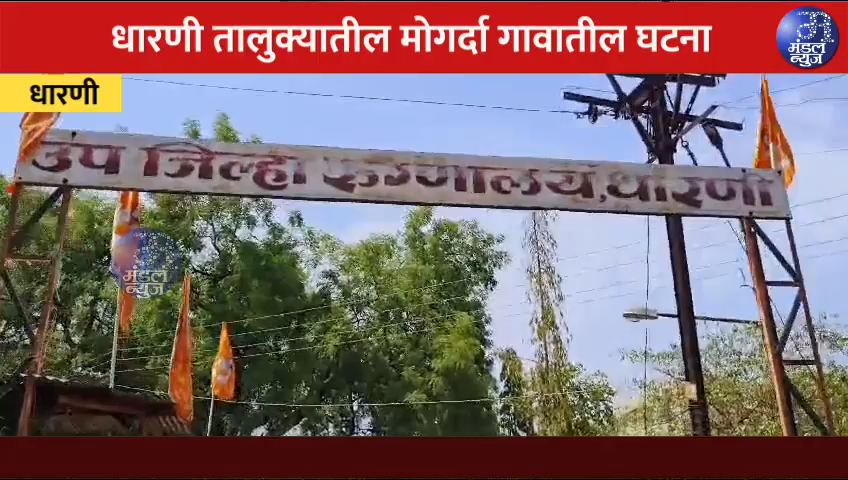 धारणी तालुक्यातील मोगर्दा गावातील घटना
मंडल
न्युज
धारणी
उप जिल्हा रुग्णालय, धारणी
मंडल
न्युज